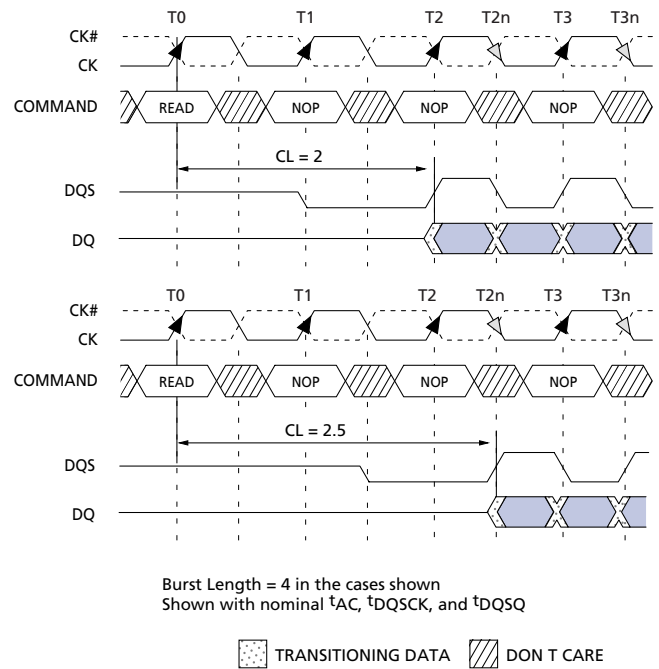 T0 T1 T2 T2n T3 T3n
CK#
CK
COMMAND READ NOP NOP NOP
CL = 2
DQS
DQ
T0 T1 T2 T2n T3 T3n
CK#
CK
COMMAND READ NOP NOP NOP
CL = 2.5
DQS
DQ
Burst Length = 4 in the cases shown
Shown with nominal tAC, tDQSCK, and tDQSQ
TRANSITIONING DATA DON T CARE